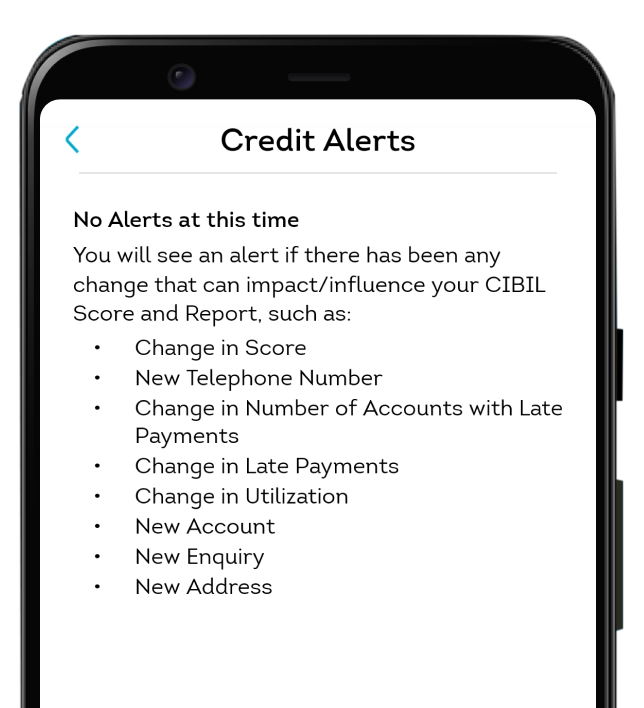 Credit Alerts
No Alerts at this time
You will see an alert if there has been any
change that can impact/influence your CIBIL
Score and Report, such as:
• Change in Score
• New Telephone Number
• Change in Number of Accounts with Late
Payments
• Change in Late Payments
• Change in Utilization
• New Account
• New Enquiry
• New Address